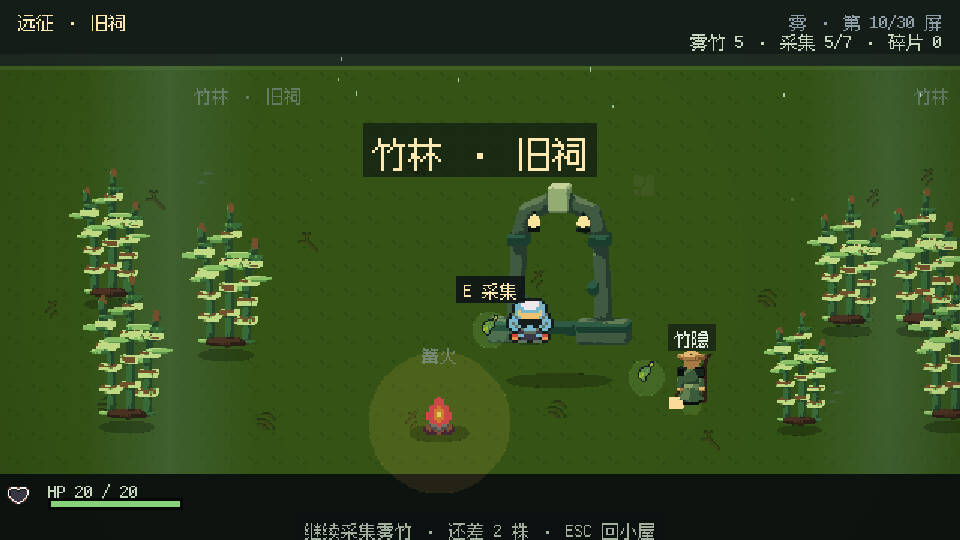 远征 · 旧祠
雾 · 第 10/30 屏
雾竹 5 · 采集 5/7 · 碎片 0
竹林 · 旧祠
竹林
竹林 · 旧祠
E 采集
竹隐
篝火
HP 20 / 20
继续采集雾竹 · 还差 2 株 · ESC 回小屋